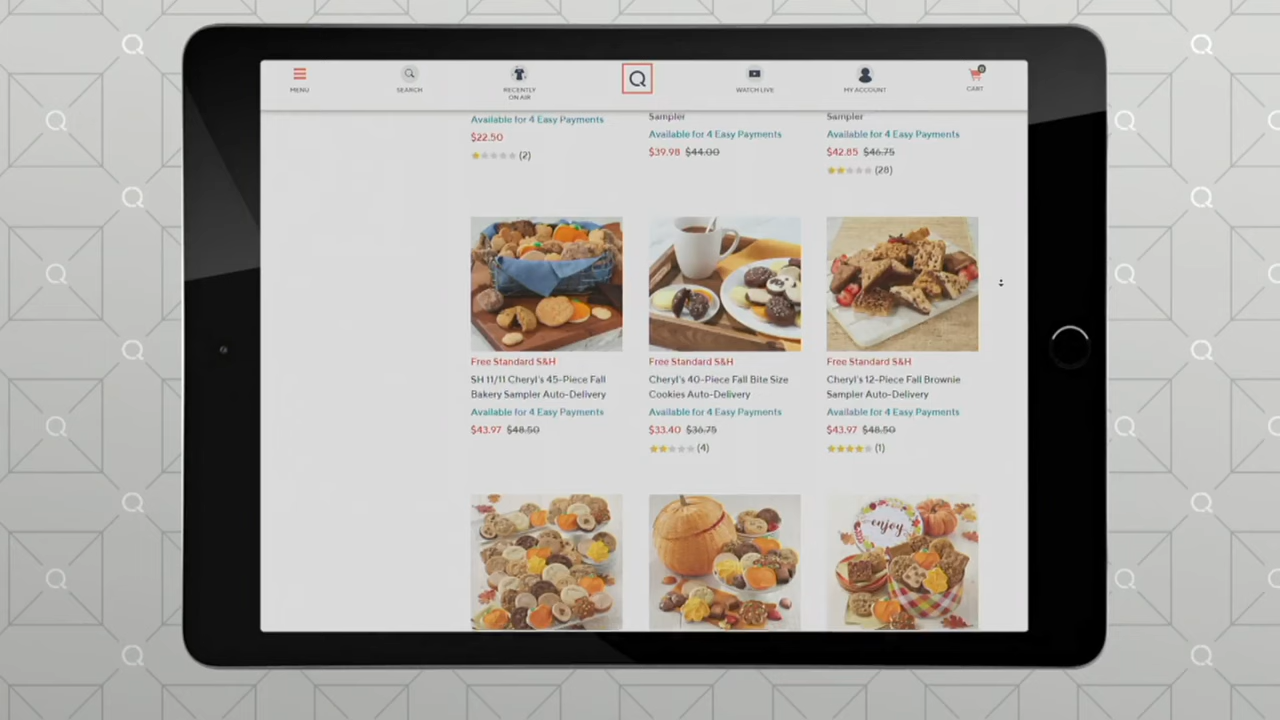 MENU
SEARCH
RECENTLY
ON AIR
Q
WATCH LIVE
MY ACCOUNT
0
CART
Available for 4 Easy Payments
$22.50
(2)
Sampler
Available for 4 Easy Payments
$39.98 $44.00
Sampler
Available for 4 Easy Payments
$42.85 $46.75
(28)
Free Standard S&H
SH 11/11 Cheryl's 45-Piece Fall
Bakery Sampler Auto-Delivery
Available for 4 Easy Payments
$43.97 $48.50
Free Standard S&H
Cheryl's 40-Piece Fall Bite Size
Cookies Auto-Delivery
Available for 4 Easy Payments
$33.40 $36.75
(4)
Free Standard S&H
Cheryl's 12-Piece Fall Brownie
Sampler Auto-Delivery
Available for 4 Easy Payments
$43.97 $48.50
(1)
enjoy